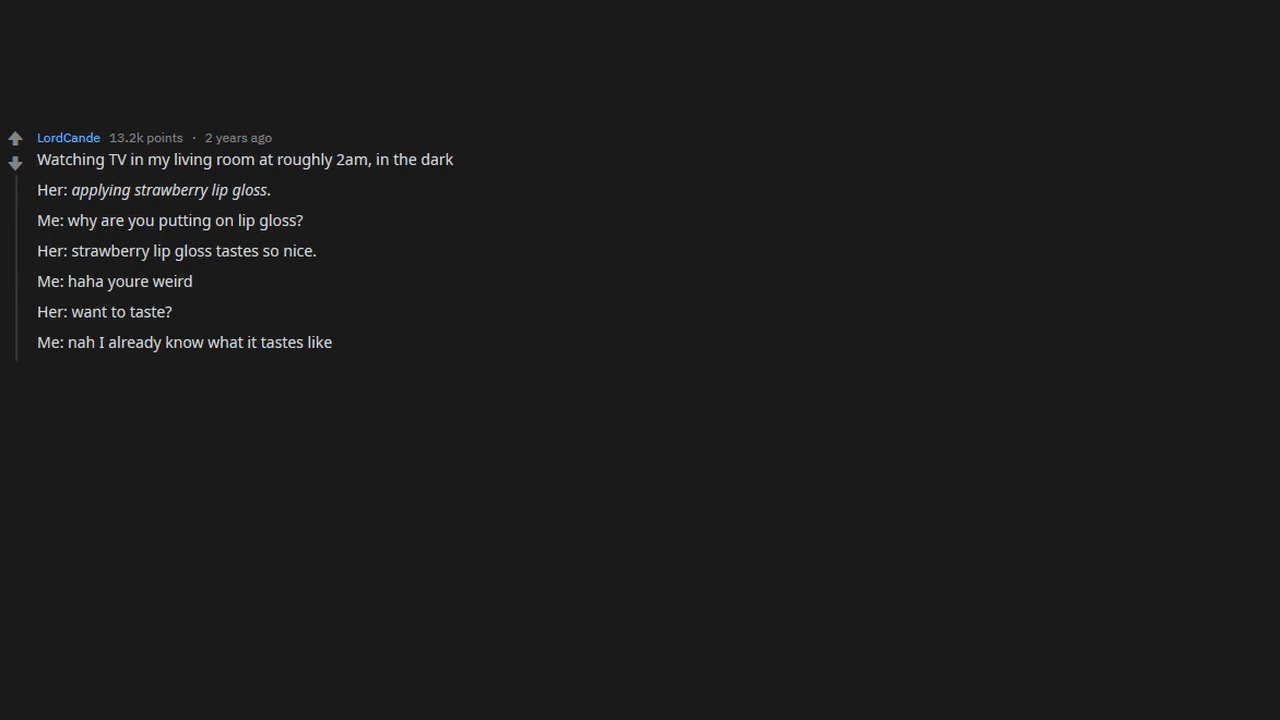 LordCande 13.2k points · 2 years ago
Watching TV in my living room at roughly 2am, in the dark
Her: applying strawberry lip gloss.
Me: why are you putting on lip gloss?
Her: strawberry lip gloss tastes so nice.
Me: haha youre weird
Her: want to taste?
Me: nah I already know what it tastes like